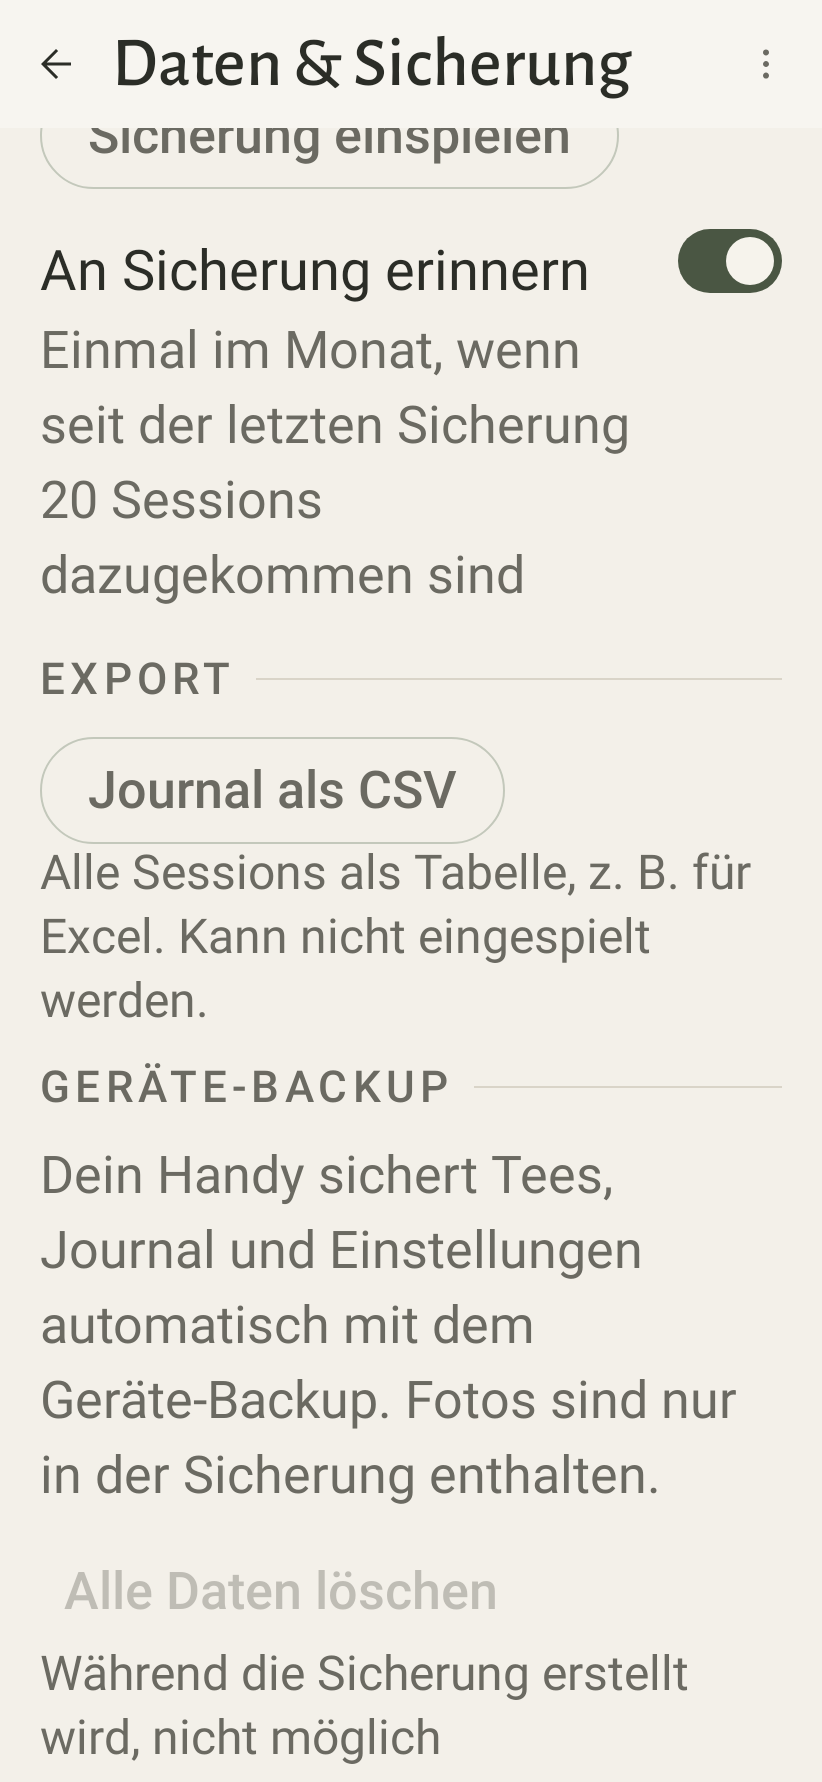 Daten & Sicherung
Sicherung einspielen
An Sicherung erinnern
Einmal im Monat, wenn
seit der letzten Sicherung
20 Sessions
dazugekommen sind
EXPORT
Journal als CSV
Alle Sessions als Tabelle, z. B. für
Excel. Kann nicht eingespielt
werden.
GERÄTE-BACKUP
Dein Handy sichert Tees,
Journal und Einstellungen
automatisch mit dem
Geräte-Backup. Fotos sind nur
in der Sicherung enthalten.
Alle Daten löschen
Während die Sicherung erstellt
wird, nicht möglich